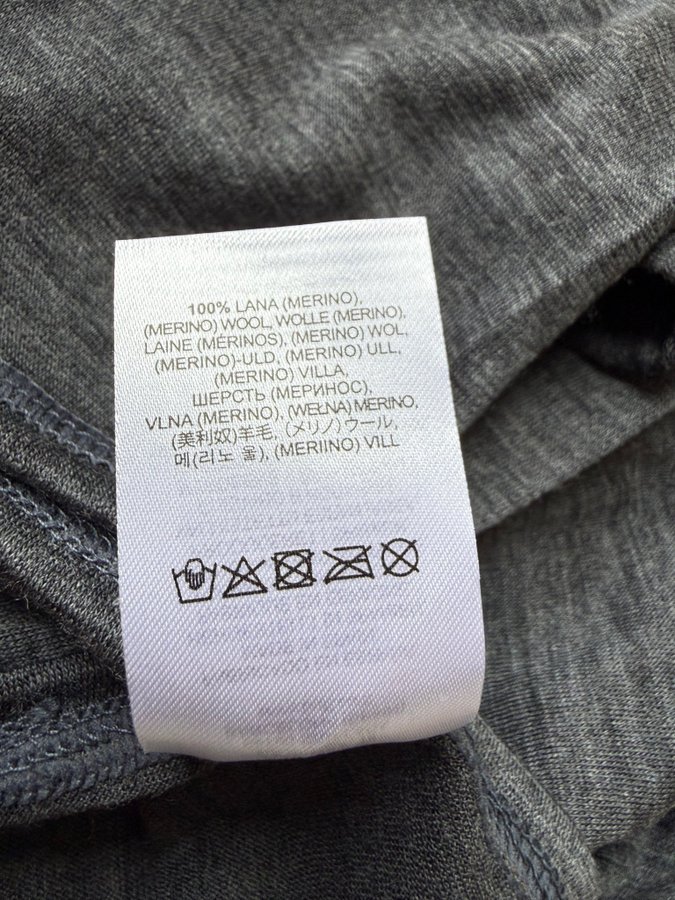 100% LANA (MERINO),
(MERINO) WOOL, WOLLE (MERINO),
LAINE (MÉRINOS), (MERINO) WOL,
(MERINO)-ULD, (MERINO) ULL,
(MERINO) VILLA,
ШЕРСТЬ (МЕРИНОС),
VLNA (MERINO), (WEŁNA) MERINO,
(美利奴)羊毛, (メリノ)ウール,
메(리노 울), (MERIINO) VILL